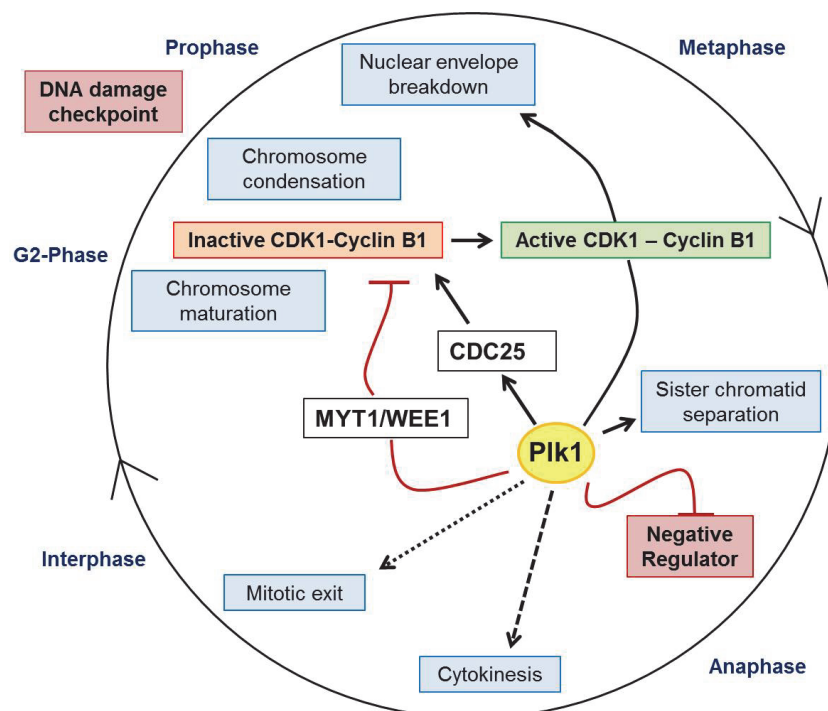 Prophase
Metaphase
Nuclear envelope
breakdown
DNA damage
checkpoint
Chromosome
condensation
Inactive CDK1-Cyclin B1
Active CDK1 – Cyclin B1
G2-Phase
Chromosome
maturation
CDC25
MYT1/WEE1
Sister chromatid
separation
Plk1
Negative
Regulator
Interphase
Mitotic exit
Cytokinesis
Anaphase